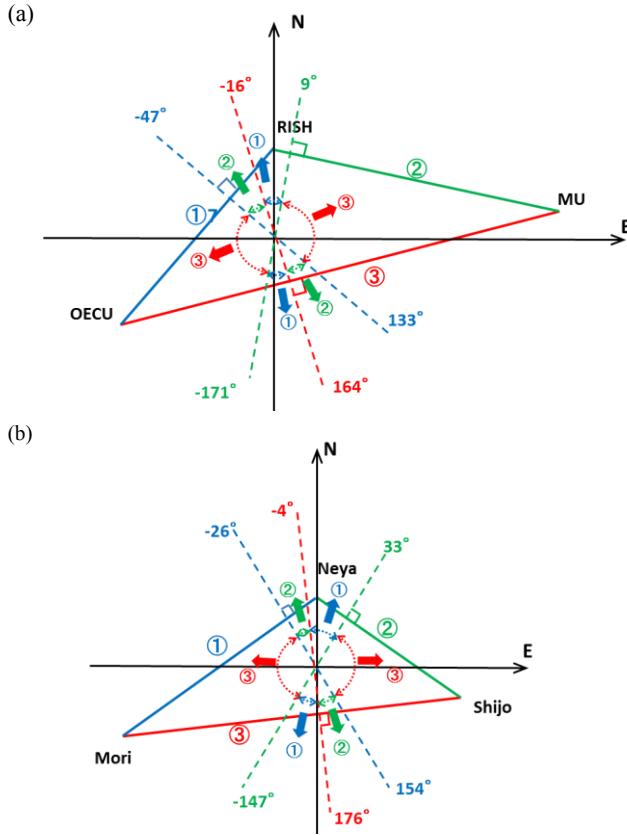 (a)
N
-16°
9°
-47°
RISH
①
②
②
①
③
MU
E
③
③
OECU
①
②
133°
-171°
164°
(b)
N
-4°
-26°
33°
Neya
②
①
①
②
E
③
③
Shijo
③
Mori
①
②
-147°
154°
176°